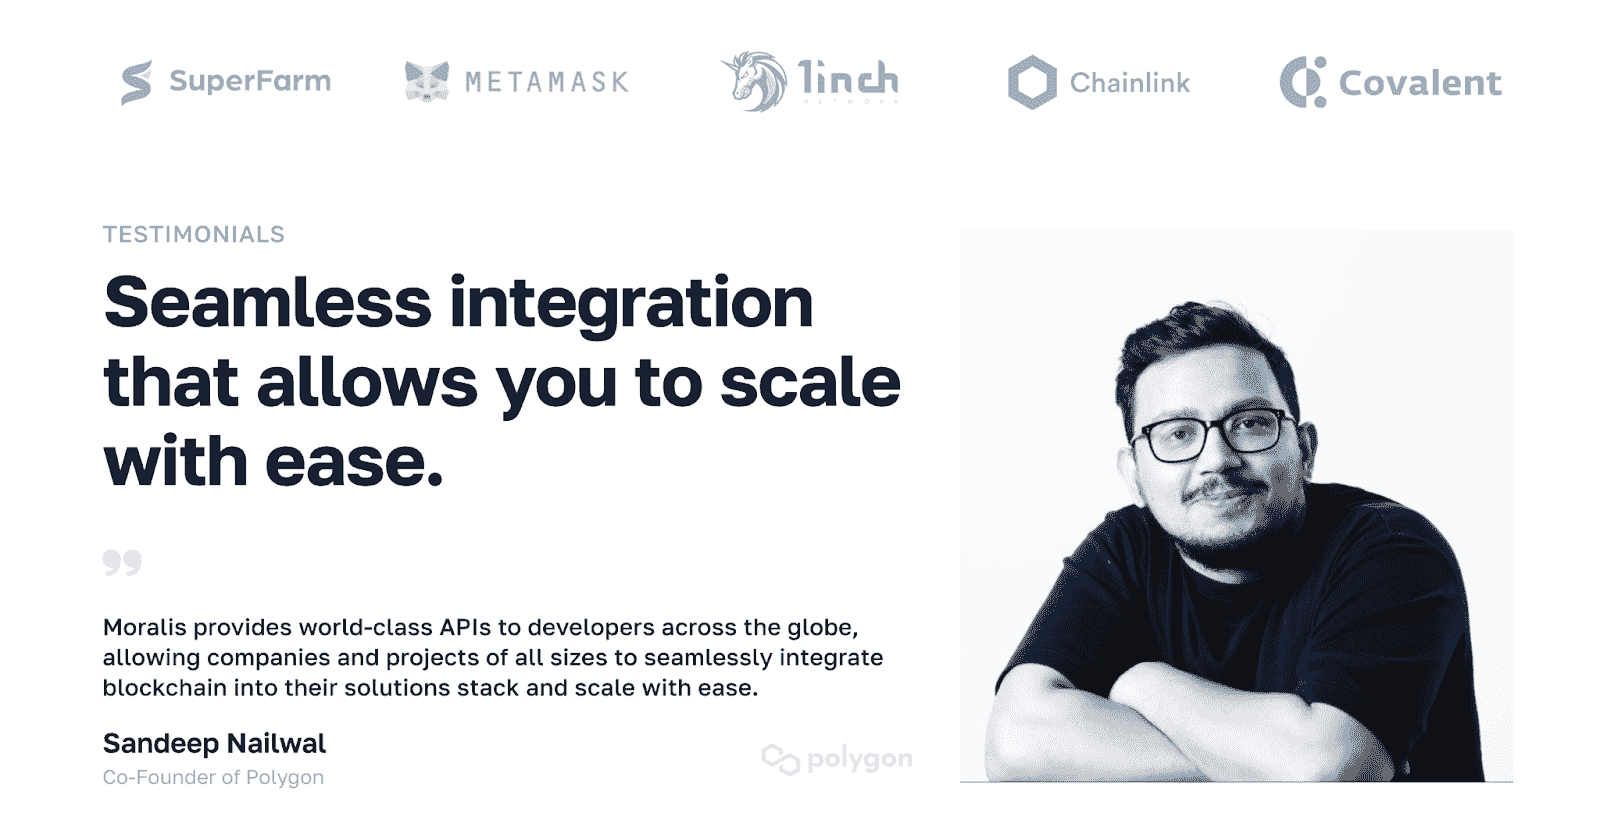 SuperFarm
METAMASK
1inch
NETWORK
Chainlink
Covalent
TESTIMONIALS
Seamless integration
that allows you to scale
with ease.
”
Moralis provides world-class APIs to developers across the globe,
allowing companies and projects of all sizes to seamlessly integrate
blockchain into their solutions stack and scale with ease.
Sandeep Nailwal
Co-Founder of Polygon
polygon